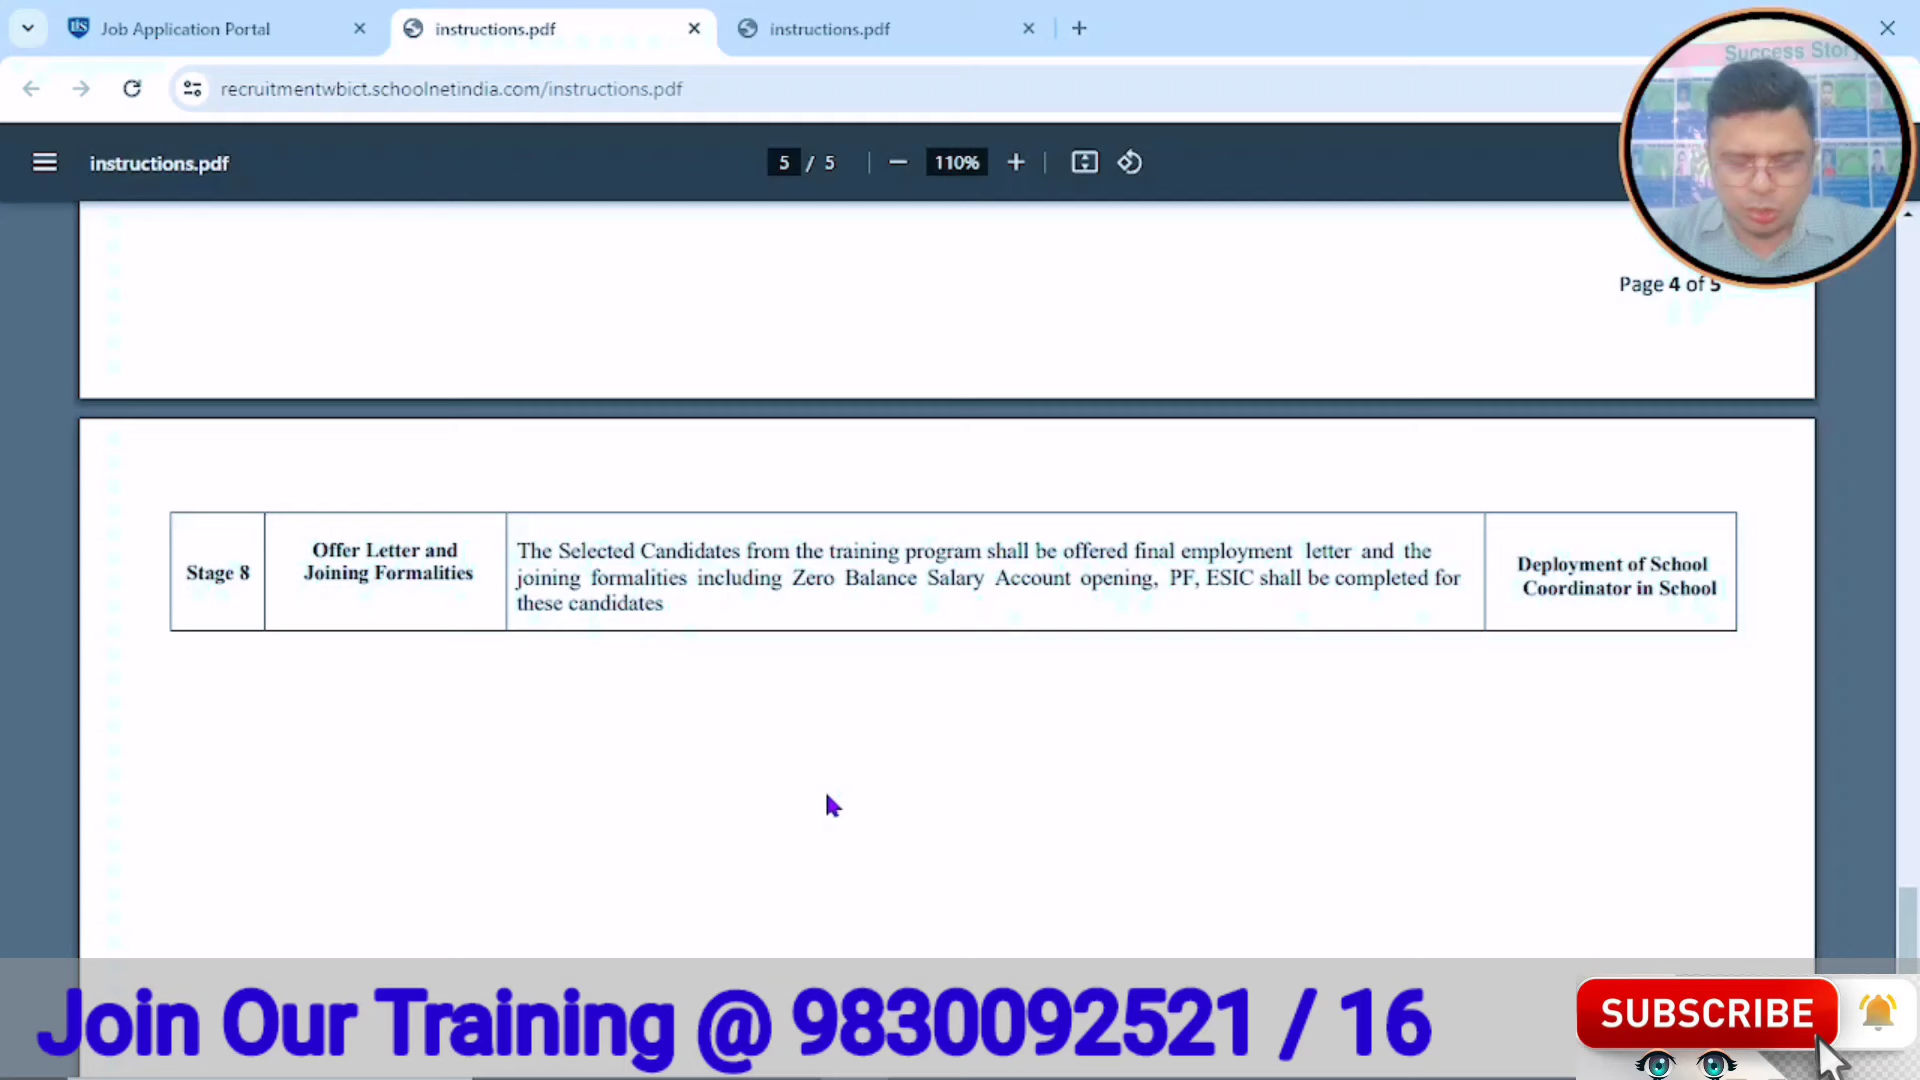 Job Application Portal
instructions.pdf
instructions.pdf
recruitmentwbict.schoolnetindia.com/instructions.pdf
Success Story
instructions.pdf
5 / 5
110%
Page 4 of 5
Stage 8
Offer Letter and
Joining Formalities
The Selected Candidates from the training program shall be offered final employment letter and the
joining formalities including Zero Balance Salary Account opening, PF, ESIC shall be completed for
these candidates
Deployment of School
Coordinator in School
Join Our Training @ 9830092521 / 16
SUBSCRIBE